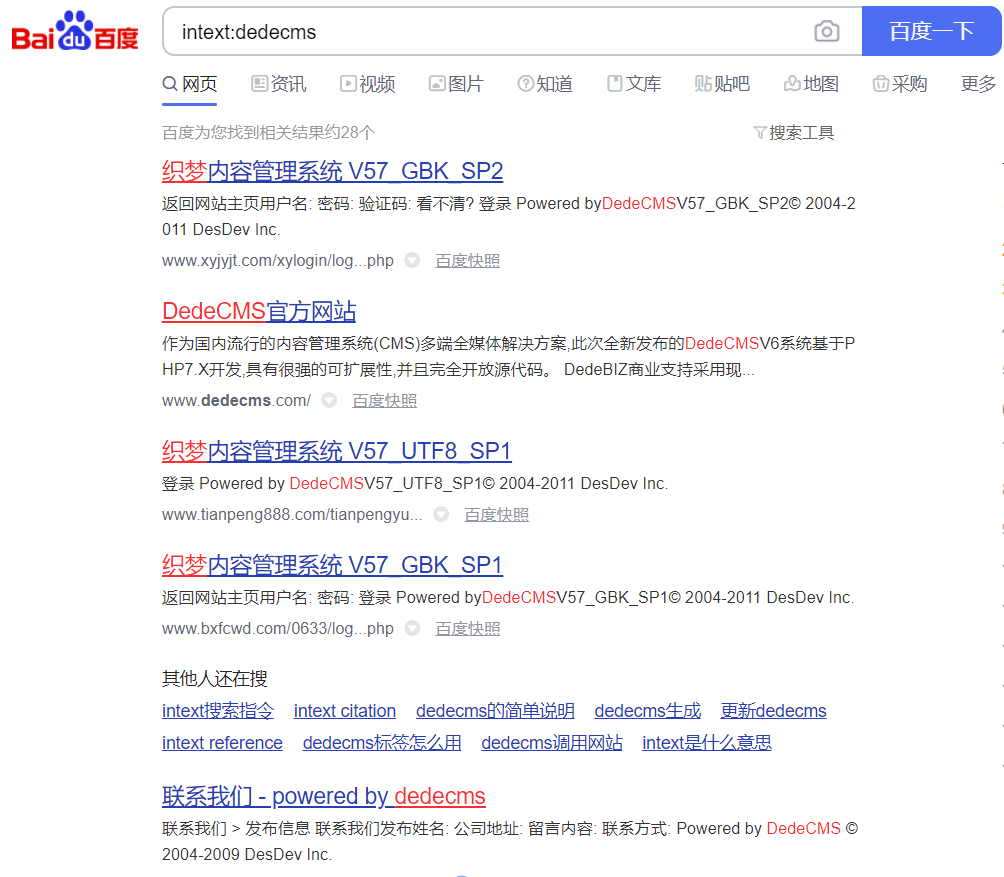 Bai du 百度
intext:dedecms
百度一下
网页 资讯 视频 图片 知道 文库 贴吧 地图 采购 更多
百度为您找到相关结果约28个 搜索工具
织梦内容管理系统 V57_GBK_SP2
返回网站主页用户名: 密码: 验证码: 看不清? 登录 Powered byDedeCMSV57_GBK_SP2© 2004-2
011 DesDev Inc.
www.xyjyjt.com/xylogin/log...php 百度快照
DedeCMS官方网站
作为国内流行的内容管理系统(CMS)多端全媒体解决方案,此次全新发布的DedeCMSV6系统基于P
HP7.X开发,具有很强的可扩展性,并且完全开放源代码。 DedeBIZ商业支持采用现...
www.dedecms.com/ 百度快照
织梦内容管理系统 V57_UTF8_SP1
登录 Powered by DedeCMSV57_UTF8_SP1© 2004-2011 DesDev Inc.
www.tianpeng888.com/tianpengyu... 百度快照
织梦内容管理系统 V57_GBK_SP1
返回网站主页用户名: 密码: 登录 Powered byDedeCMSV57_GBK_SP1© 2004-2011 DesDev Inc.
www.bxfcwd.com/0633/log...php 百度快照
其他人还在搜
intext搜索指令 intext citation dedecms的简单说明 dedecms生成 更新dedecms
intext reference dedecms标签怎么用 dedecms调用网站 intext是什么意思
联系我们 - powered by dedecms
联系我们 > 发布信息 联系我们发布姓名: 公司地址: 留言内容: 联系方式: Powered by DedeCMS ©
2004-2009 DesDev Inc.